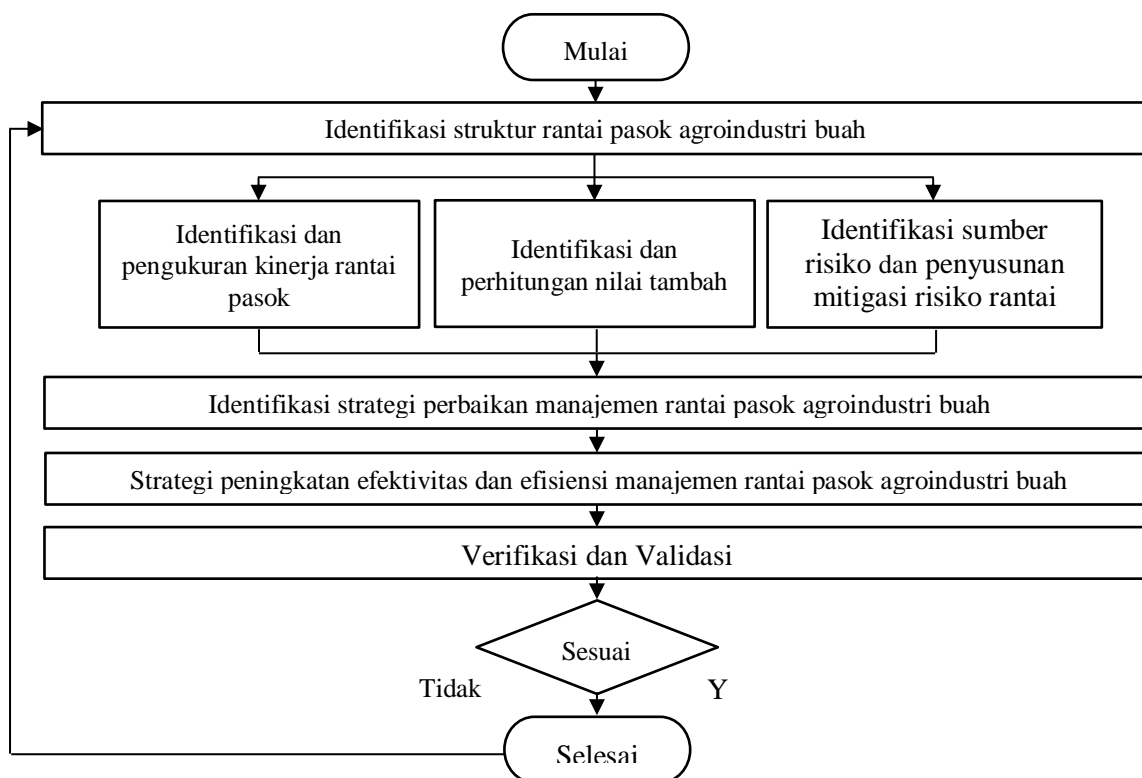 Mulai
Identifikasi struktur rantai pasok agroindustri buah
Identifikasi dan
pengukuran kinerja rantai
pasok
Identifikasi dan
perhitungan nilai tambah
Identifikasi sumber
risiko dan penyusunan
mitigasi risiko rantai
Identifikasi strategi perbaikan manajemen rantai pasok agroindustri buah
Strategi peningkatan efektivitas dan efisiensi manajemen rantai pasok agroindustri buah
Verifikasi dan Validasi
Sesuai
Tidak
Y
Selesai